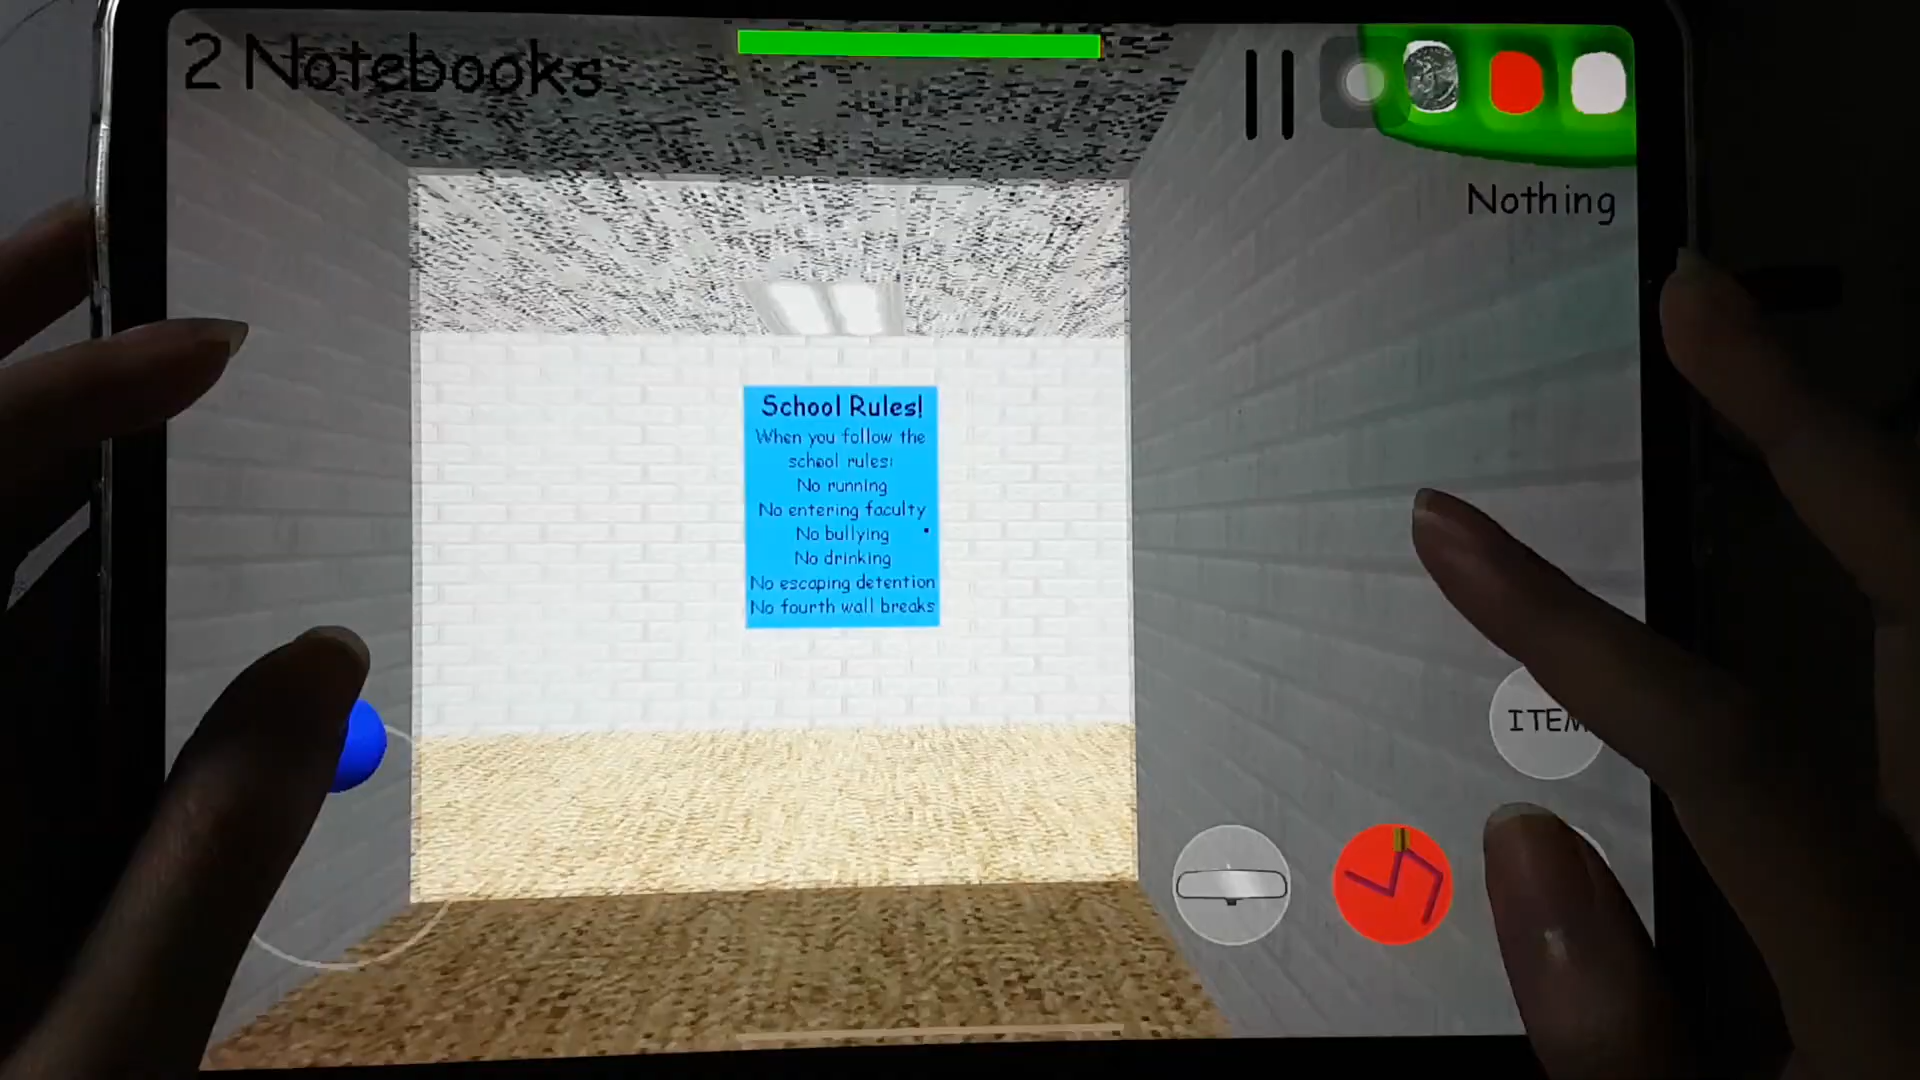 2 Notebooks
Nothing
School Rules!
When you follow the
school rules:
No running
No entering faculty
No bullying
No drinking
No escaping detention
No fourth wall breaks
ITEM